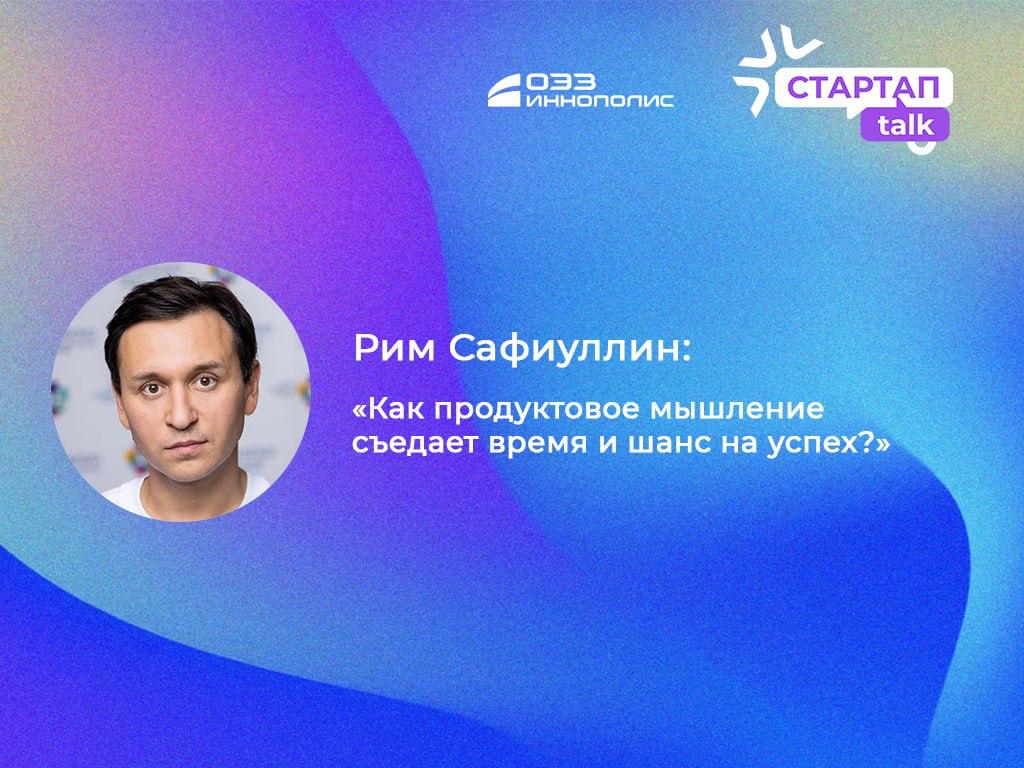 ОЭЗ
ИННОПОЛИС
СТАРТАП
talk
Рим Сафиуллин:
«Как продуктовое мышление
съедает время и шанс на успех?»